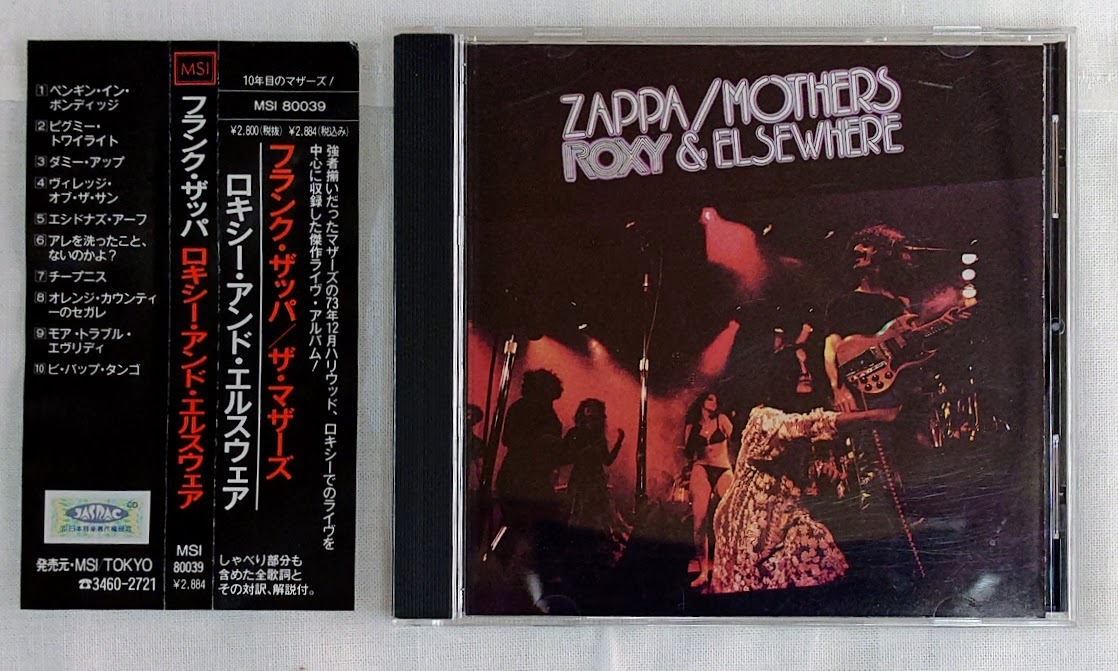 1 ペンギン・イン・
ボンディッジ
2 ピグミー・
トワイライト
3 ダミー・アップ
4 ヴィレッジ・
オブ・ザ・サン
5 エシドナズ・アーフ
6 アレを洗ったこと、
ないのかよ?
7 チープニス
8 オレンジ・カウンティ
ーのセガレ
9 モア・トラブル・
エヴリディ
10 ビ・バップ・タンゴ
CD
JASRAC
発売元・MSI/TOKYO
☎3460-2721
MSI
フランク・ザッパ ロキシー・アンド・エルスウェア
MSI
80039
¥2,884
10年目のマザーズ!
MSI 80039
¥2,800(税抜) ¥2,884(税込み)
強者揃いだったマザーズの73年12月ハリウッド、ロキシーでのライヴを
中心に収録した傑作ライヴ・アルバム!
フランク・ザッパ/ザ・マザーズ
ロキシー・アンド・エルスウェア
しゃべり部分も
含めた全歌詞と
その対訳、解説付。
ZAPPA/MOTHERS
ROXY & ELSEWHERE